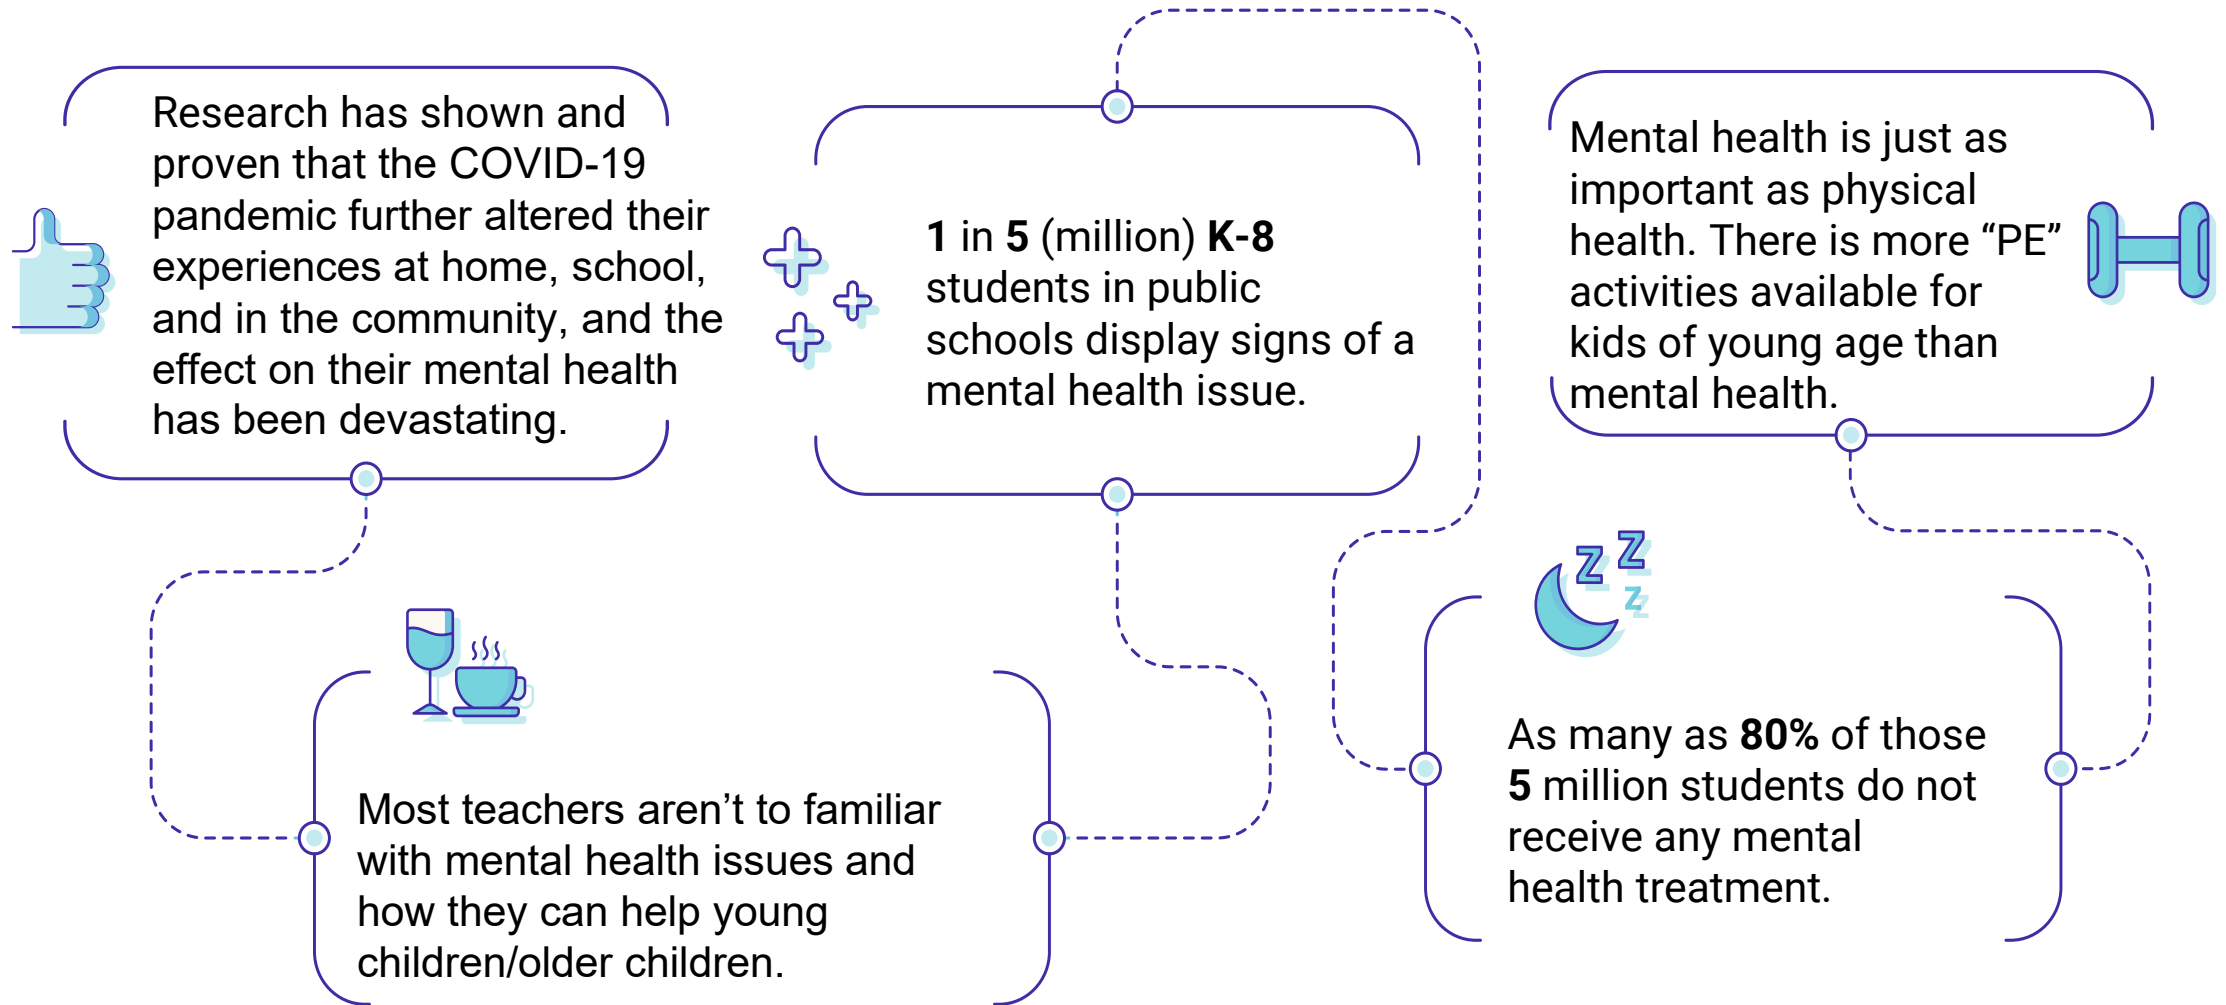 Research has shown and
proven that the COVID-19
pandemic further altered their
experiences at home, school,
and in the community, and the
effect on their mental health
has been devastating.
1 in 5 (million) K-8
students in public
schools display signs of a
mental health issue.
Mental health is just as
important as physical
health. There is more “PE”
activities available for
kids of young age than
mental health.
Most teachers aren’t to familiar
with mental health issues and
how they can help young
children/older children.
Z Z
Z
As many as 80% of those
5 million students do not
receive any mental
health treatment.